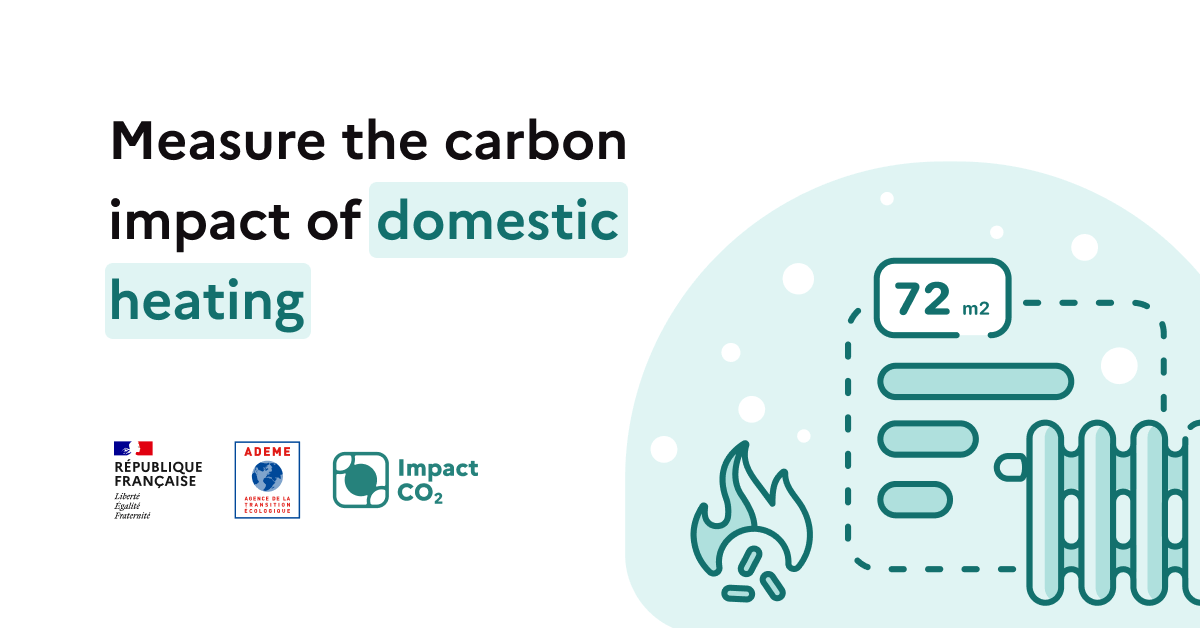 Measure the carbon
impact of domestic
heating
72 m2
RÉPUBLIQUE
FRANÇAISE
Liberté
Égalité
Fraternité
ADEME
AGENCE DE LA
TRANSITION
ÉCOLOGIQUE
Impact
CO₂